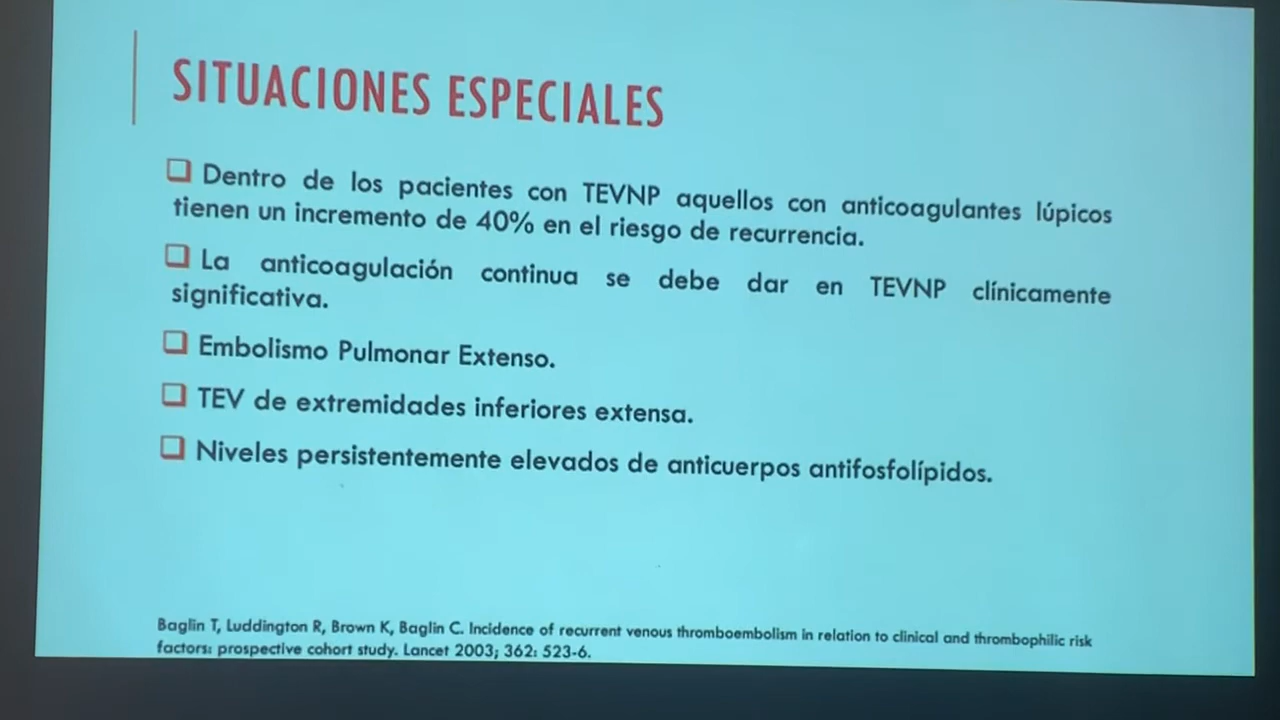 SITUACIONES ESPECIALES
Dentro de los pacientes con TEVNP aquellos con anticoagulantes lúpicos
tienen un incremento de 40% en el riesgo de recurrencia.
La anticoagulación continua se debe dar en TEVNP clínicamente
significativa.
Embolismo Pulmonar Extenso.
TEV de extremidades inferiores extensa.
Niveles persistentemente elevados de anticuerpos antifosfolípidos.
Baglin T, Luddington R, Brown K, Baglin C. Incidence of recurrent venous thromboembolism in relation to clinical and thrombophilic risk
factors: prospective cohort study. Lancet 2003; 362: 523-6.